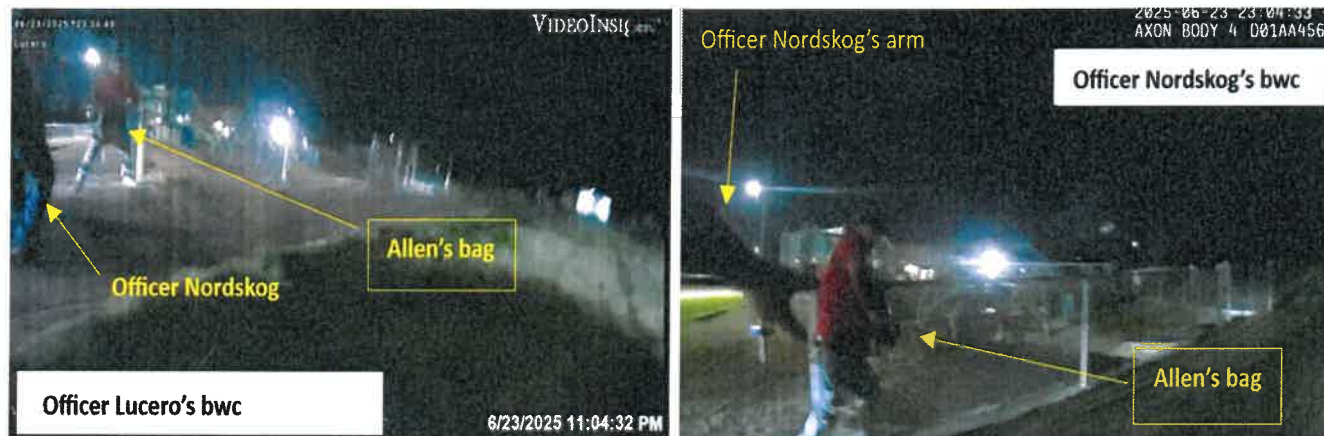 Lucero
VIDEOINSI
Allen's bag
Officer Nordskog
Officer Lucero's bwc
6/23/2025 11:04:32 PM
2025-06-23 23:04:33
AXON BODY 4 D01AA456
Officer Nordskog's arm
Officer Nordskog's bwc
Allen's bag